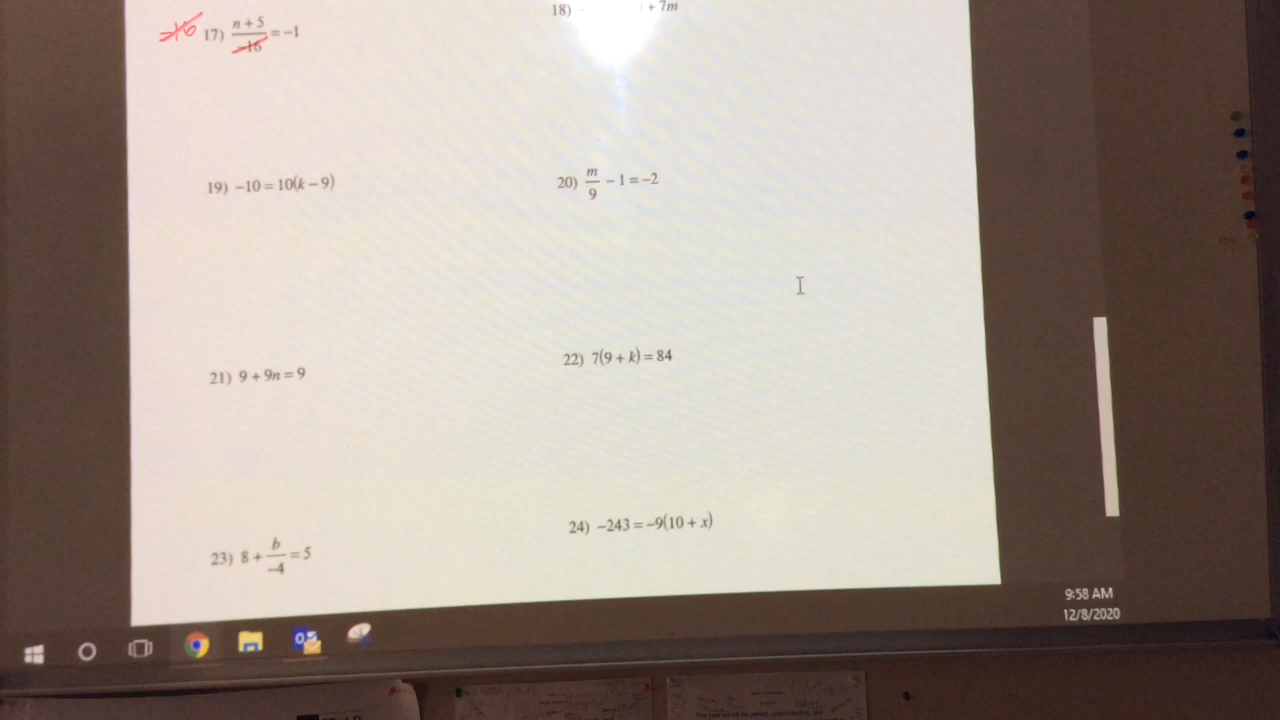 -16 17) n + 5 / -16 = -1
18) + 7m
19) -10 = 10(k - 9)
20) m / 9 - 1 = -2
21) 9 + 9n = 9
22) 7(9 + k) = 84
23) 8 + b / -4 = 5
24) -243 = -9(10 + x)
9:58 AM
12/8/2020